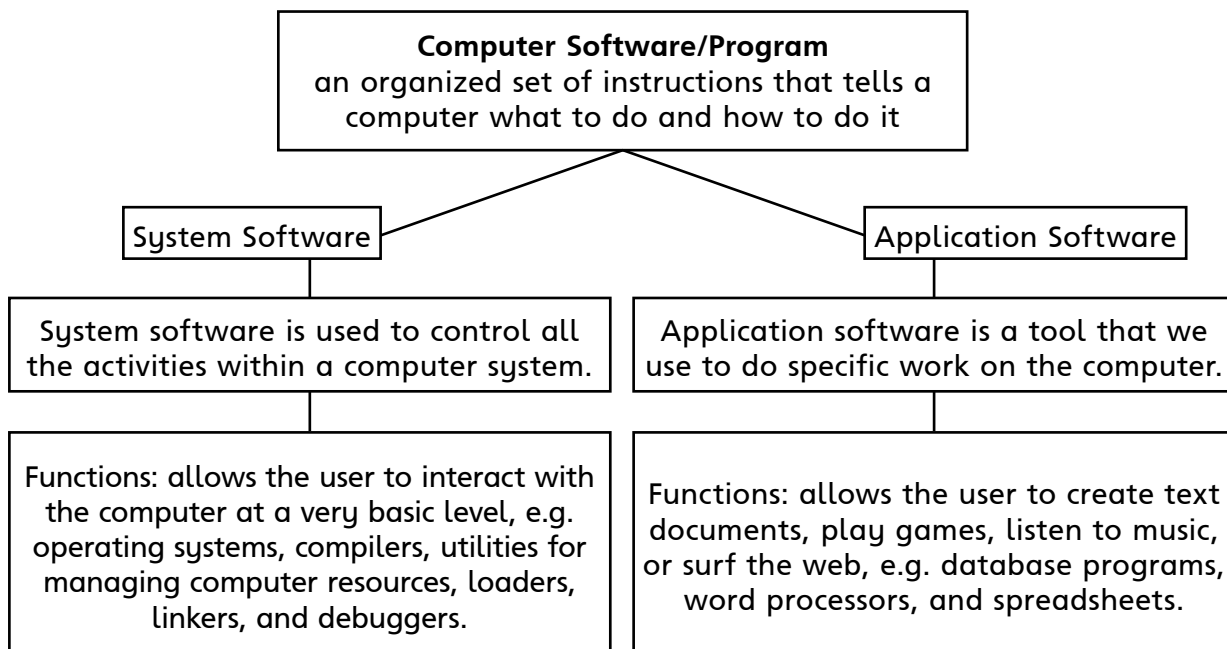 Computer Software/Program
an organized set of instructions that tells a
computer what to do and how to do it
System Software
Application Software
System software is used to control all
the activities within a computer system.
Application software is a tool that we
use to do specific work on the computer.
Functions: allows the user to interact with
the computer at a very basic level, e.g.
operating systems, compilers, utilities for
managing computer resources, loaders,
linkers, and debuggers.
Functions: allows the user to create text
documents, play games, listen to music,
or surf the web, e.g. database programs,
word processors, and spreadsheets.